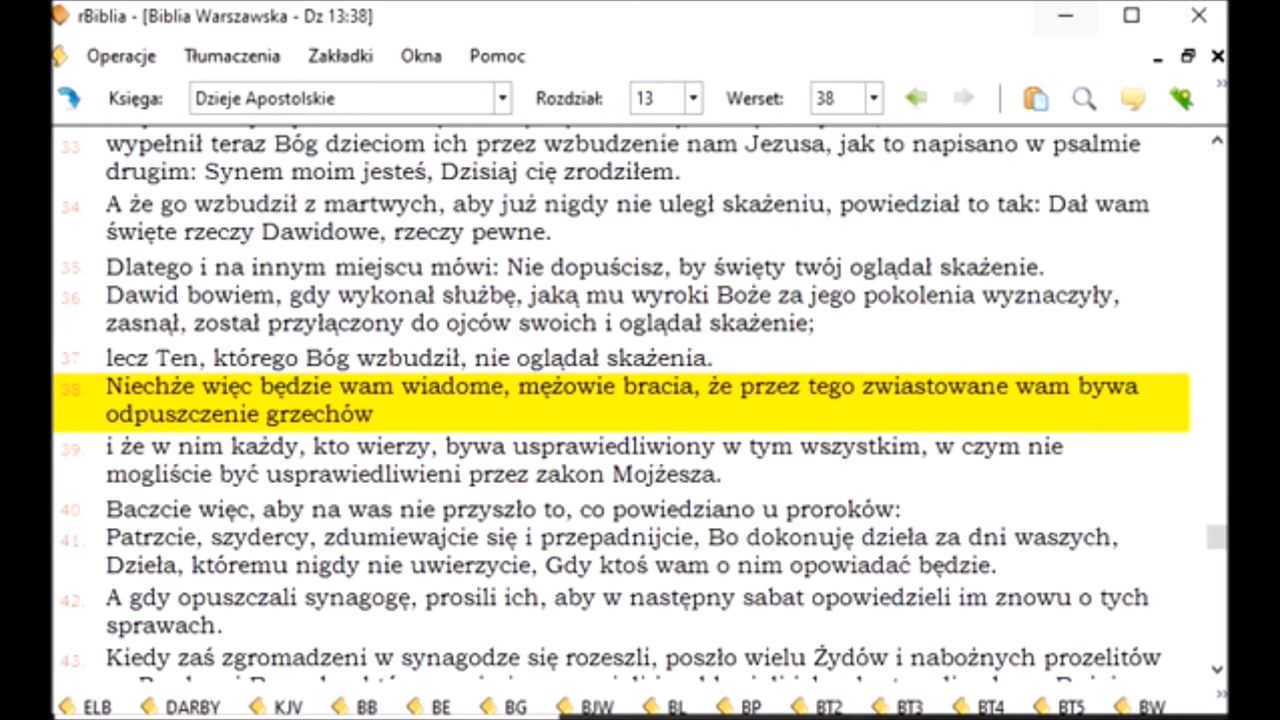 rBiblia - [Biblia Warszawska - Dz 13:38]
Operacje Tłumaczenia Zakładki Okna Pomoc
Księga: Dzieje Apostolskie Rozdział: 13 Werset: 38
33. wypełnił teraz Bóg dzieciom ich przez wzbudzenie nam Jezusa, jak to napisano w psalmie
drugim: Synem moim jesteś, Dzisiaj cię zrodziłem.
34. A że go wzbudził z martwych, aby już nigdy nie uległ skażeniu, powiedział to tak: Dał wam
święte rzeczy Dawidowe, rzeczy pewne.
35. Dlatego i na innym miejscu mówi: Nie dopuścisz, by święty twój oglądał skażenie.
36. Dawid bowiem, gdy wykonał służbę, jaką mu wyroki Boże za jego pokolenia wyznaczyły,
zasnął, został przyłączony do ojców swoich i oglądał skażenie;
37. lecz Ten, którego Bóg wzbudził, nie oglądał skażenia.
38. Niechże więc będzie wam wiadome, mężowie bracia, że przez tego zwiastowane wam bywa
odpuszczenie grzechów
39. i że w nim każdy, kto wierzy, bywa usprawiedliwiony w tym wszystkim, w czym nie
mogliście być usprawiedliwieni przez zakon Mojżesza.
40. Baczcie więc, aby na was nie przyszło to, co powiedziano u proroków:
41. Patrzcie, szydercy, zdumiewajcie się i przepadnijcie, Bo dokonuję dzieła za dni waszych,
Dzieła, któremu nigdy nie uwierzycie, Gdy ktoś wam o nim opowiadać będzie.
42. A gdy opuszczali synagogę, prosili ich, aby w następny sabat opowiedzieli im znowu o tych
sprawach.
43. Kiedy zaś zgromadzeni w synagodze się rozeszli, poszło wielu Żydów i nabożnych prozelitów
ELB DARBY KJV BB BE BG BJW BL BP BT2 BT3 BT4 BT5 BW